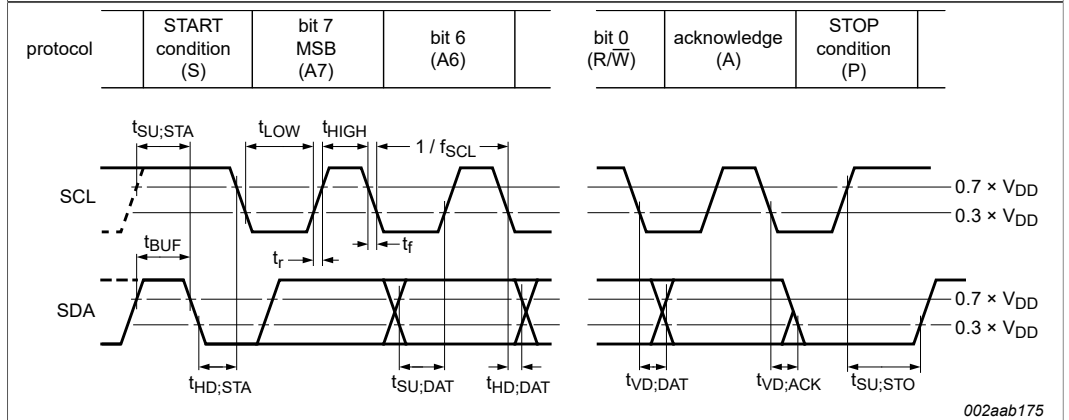 protocol
START
condition
(S)
bit 7
MSB
(A7)
bit 6
(A6)
bit 0
(R/W̅)
acknowledge
(A)
STOP
condition
(P)
tSU;STA
tLOW
tHIGH
1 / fSCL
SCL
0.7 × VDD
0.3 × VDD
tBUF
tr
tf
SDA
0.7 × VDD
0.3 × VDD
tHD;STA
tSU;DAT
tHD;DAT
tVD;DAT
tVD;ACK
tSU;STO
002aab175